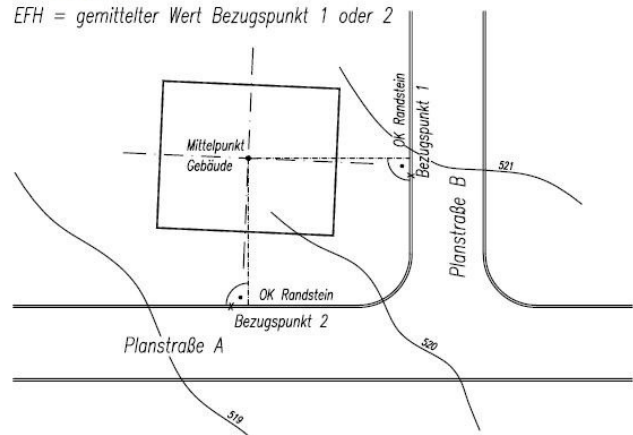 EFH = gemittelter Wert Bezugspunkt 1 oder 2
OK Randstein
Bezugspunkt 1
Mittelpunkt
Gebäude
521
Planstraße B
OK Randstein
Bezugspunkt 2
Planstraße A
520
519